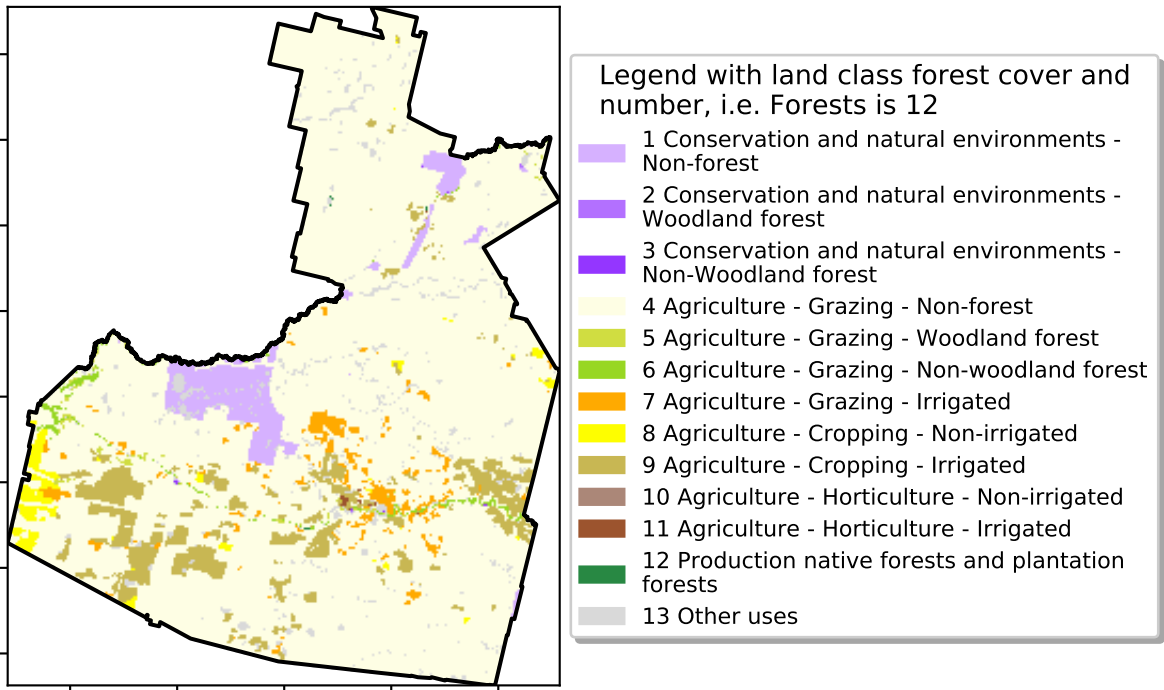 Legend with land class forest cover and
number, i.e. Forests is 12
1 Conservation and natural environments -
Non-forest
2 Conservation and natural environments -
Woodland forest
3 Conservation and natural environments -
Non-Woodland forest
4 Agriculture - Grazing - Non-forest
5 Agriculture - Grazing - Woodland forest
6 Agriculture - Grazing - Non-woodland forest
7 Agriculture - Grazing - Irrigated
8 Agriculture - Cropping - Non-irrigated
9 Agriculture - Cropping - Irrigated
10 Agriculture - Horticulture - Non-irrigated
11 Agriculture - Horticulture - Irrigated
12 Production native forests and plantation
forests
13 Other uses